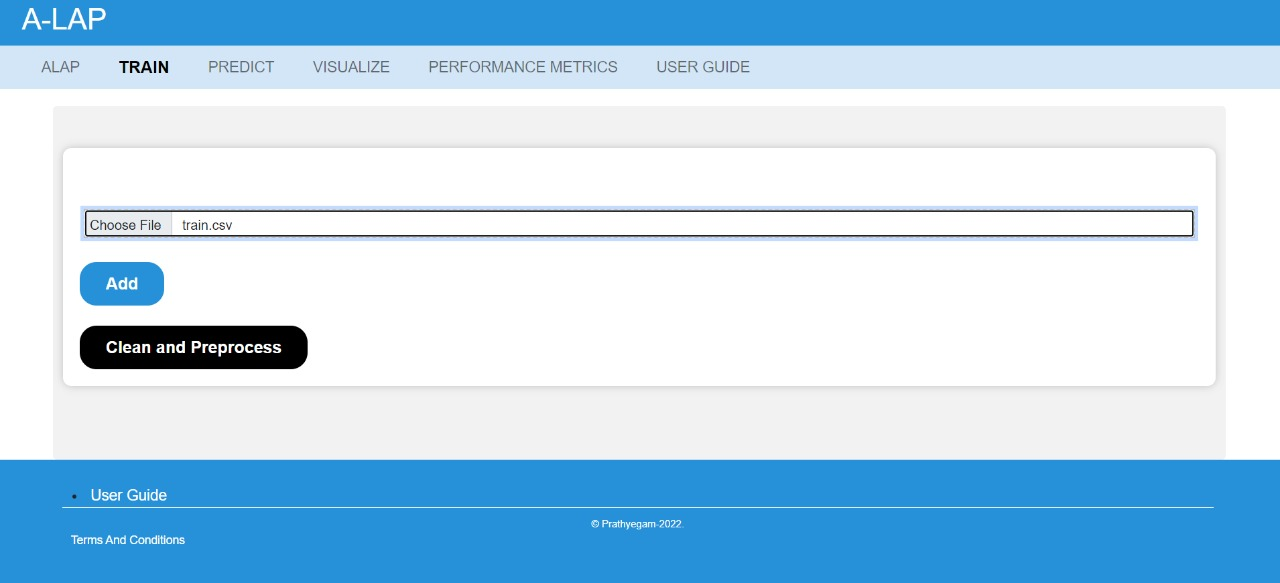 A-LAP
ALAP TRAIN PREDICT VISUALIZE PERFORMANCE METRICS USER GUIDE
Choose File train.csv
Add
Clean and Preprocess
User Guide
© Prathyegam-2022.
Terms And Conditions